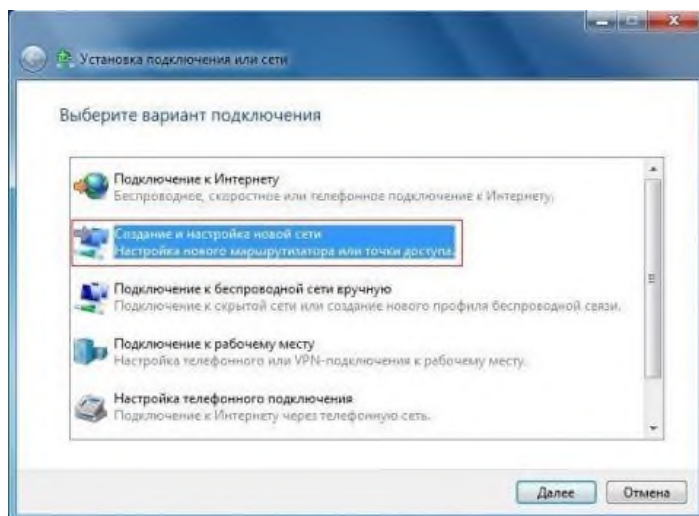 Установка подключения или сети
Выберите вариант подключения
Подключение к Интернету
Беспроводное, скоростное или телефонное подключение к Интернету.
Создание и настройка новой сети
Настройка нового маршрутизатора или точки доступа.
Подключение к беспроводной сети вручную
Подключение к скрытой сети или создание нового профиля беспроводной связи.
Подключение к рабочему месту
Настройка телефонного или VPN-подключения к рабочему месту.
Настройка телефонного подключения
Подключение к Интернету через телефонную сеть.
Далее
Отмена